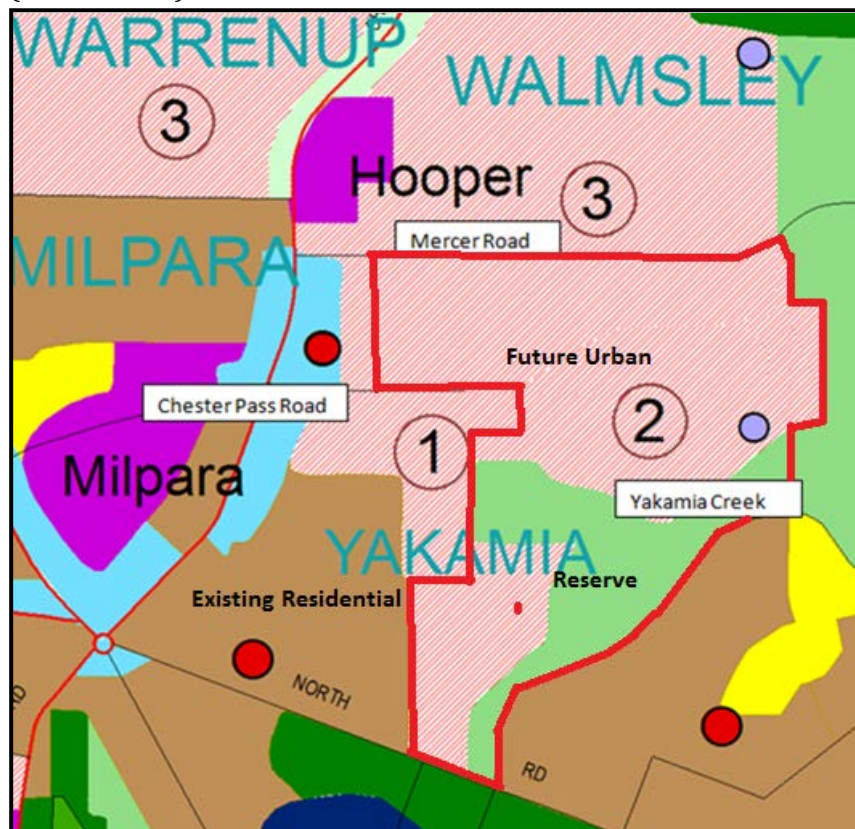 WARRENUP
WALMSLEY
3
Hooper
3
Mercer Road
MILPARA
Future Urban
Chester Pass Road
1
2
Milpara
Yakamia Creek
YAKAMIA
Existing Residential
Reserve
NORTH
RD